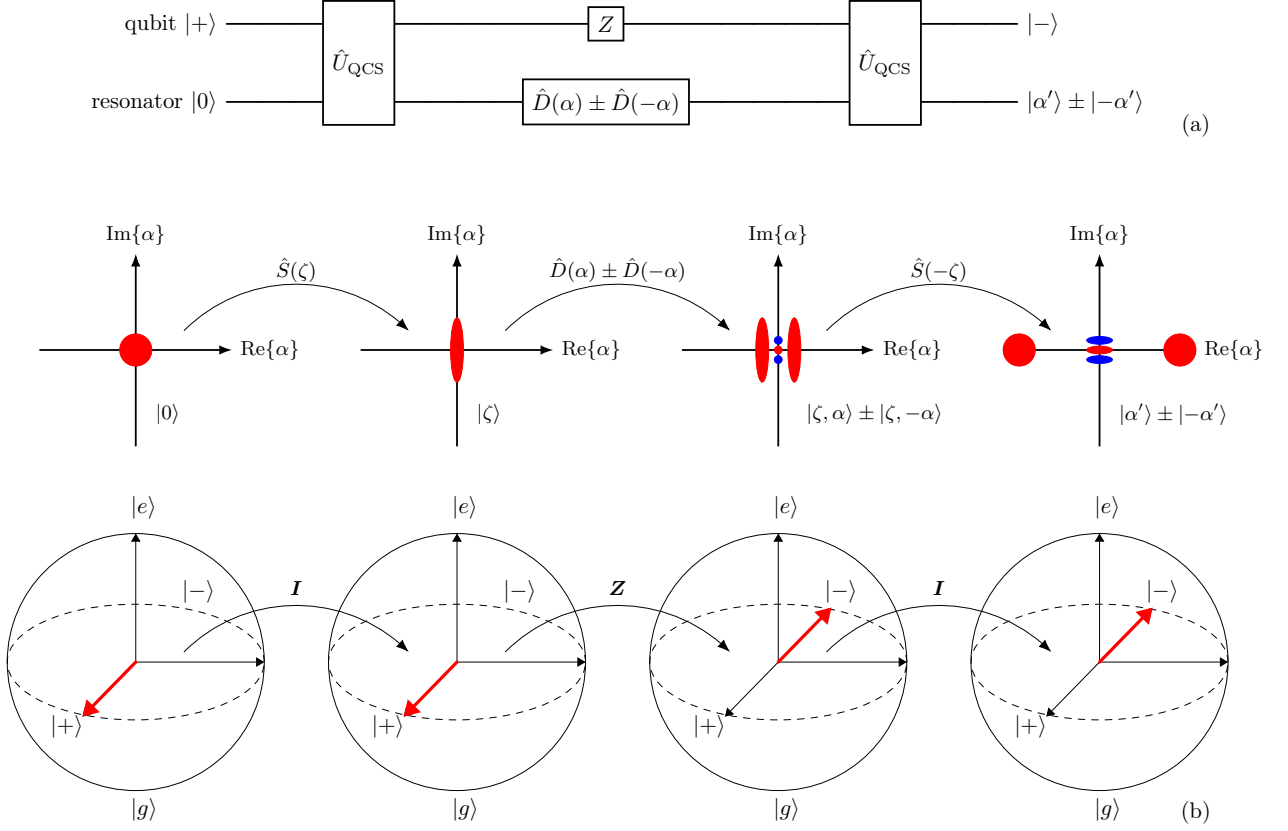 qubit |+⟩ Û_QCS Z Û_QCS |−⟩
resonator |0⟩ D̂(α) ± D̂(−α) |α′⟩ ± |−α′⟩
(a)
Im{α} Im{α} Im{α} Im{α}
Ŝ(ζ) D̂(α) ± D̂(−α) Ŝ(−ζ)
Re{α} Re{α} Re{α} Re{α}
|0⟩ |ζ⟩ |ζ, α⟩ ± |ζ, −α⟩ |α′⟩ ± |−α′⟩
|e⟩ |e⟩ |e⟩ |e⟩
|−⟩ I |−⟩ Z |−⟩ I |−⟩
|+⟩ |+⟩ |+⟩ |+⟩
|g⟩ |g⟩ |g⟩ |g⟩
(b)